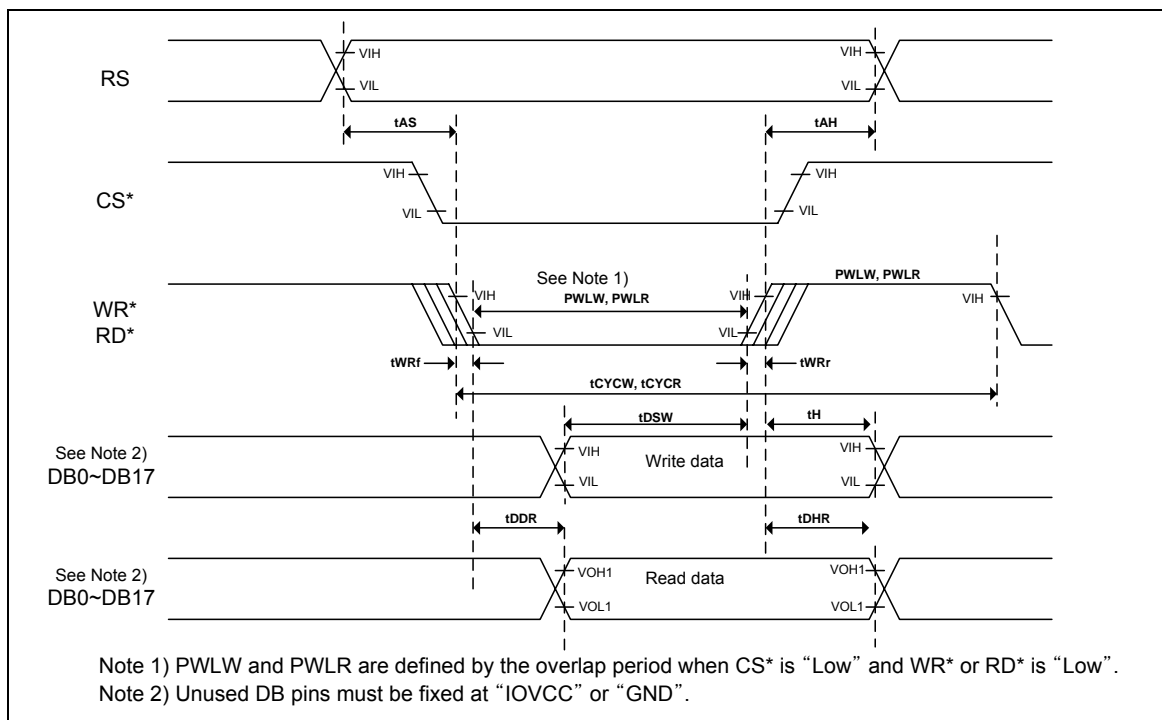 VIH VIH
RS
VIL VIL
tAS tAH
VIH VIH
CS*
VIL VIL
See Note 1) PWLW, PWLR
VIH PWLW, PWLR VIH VIH
WR*
RD* VIL VIL
tWRf tWRr
tCYCW, tCYCR
tDSW tH
See Note 2) VIH Write data VIH
DB0~DB17 VIL VIL
tDDR tDHR
See Note 2) VOH1 Read data VOH1
DB0~DB17 VOL1 VOL1
Note 1) PWLW and PWLR are defined by the overlap period when CS* is “Low” and WR* or RD* is “Low”.
Note 2) Unused DB pins must be fixed at “IOVCC” or “GND”.